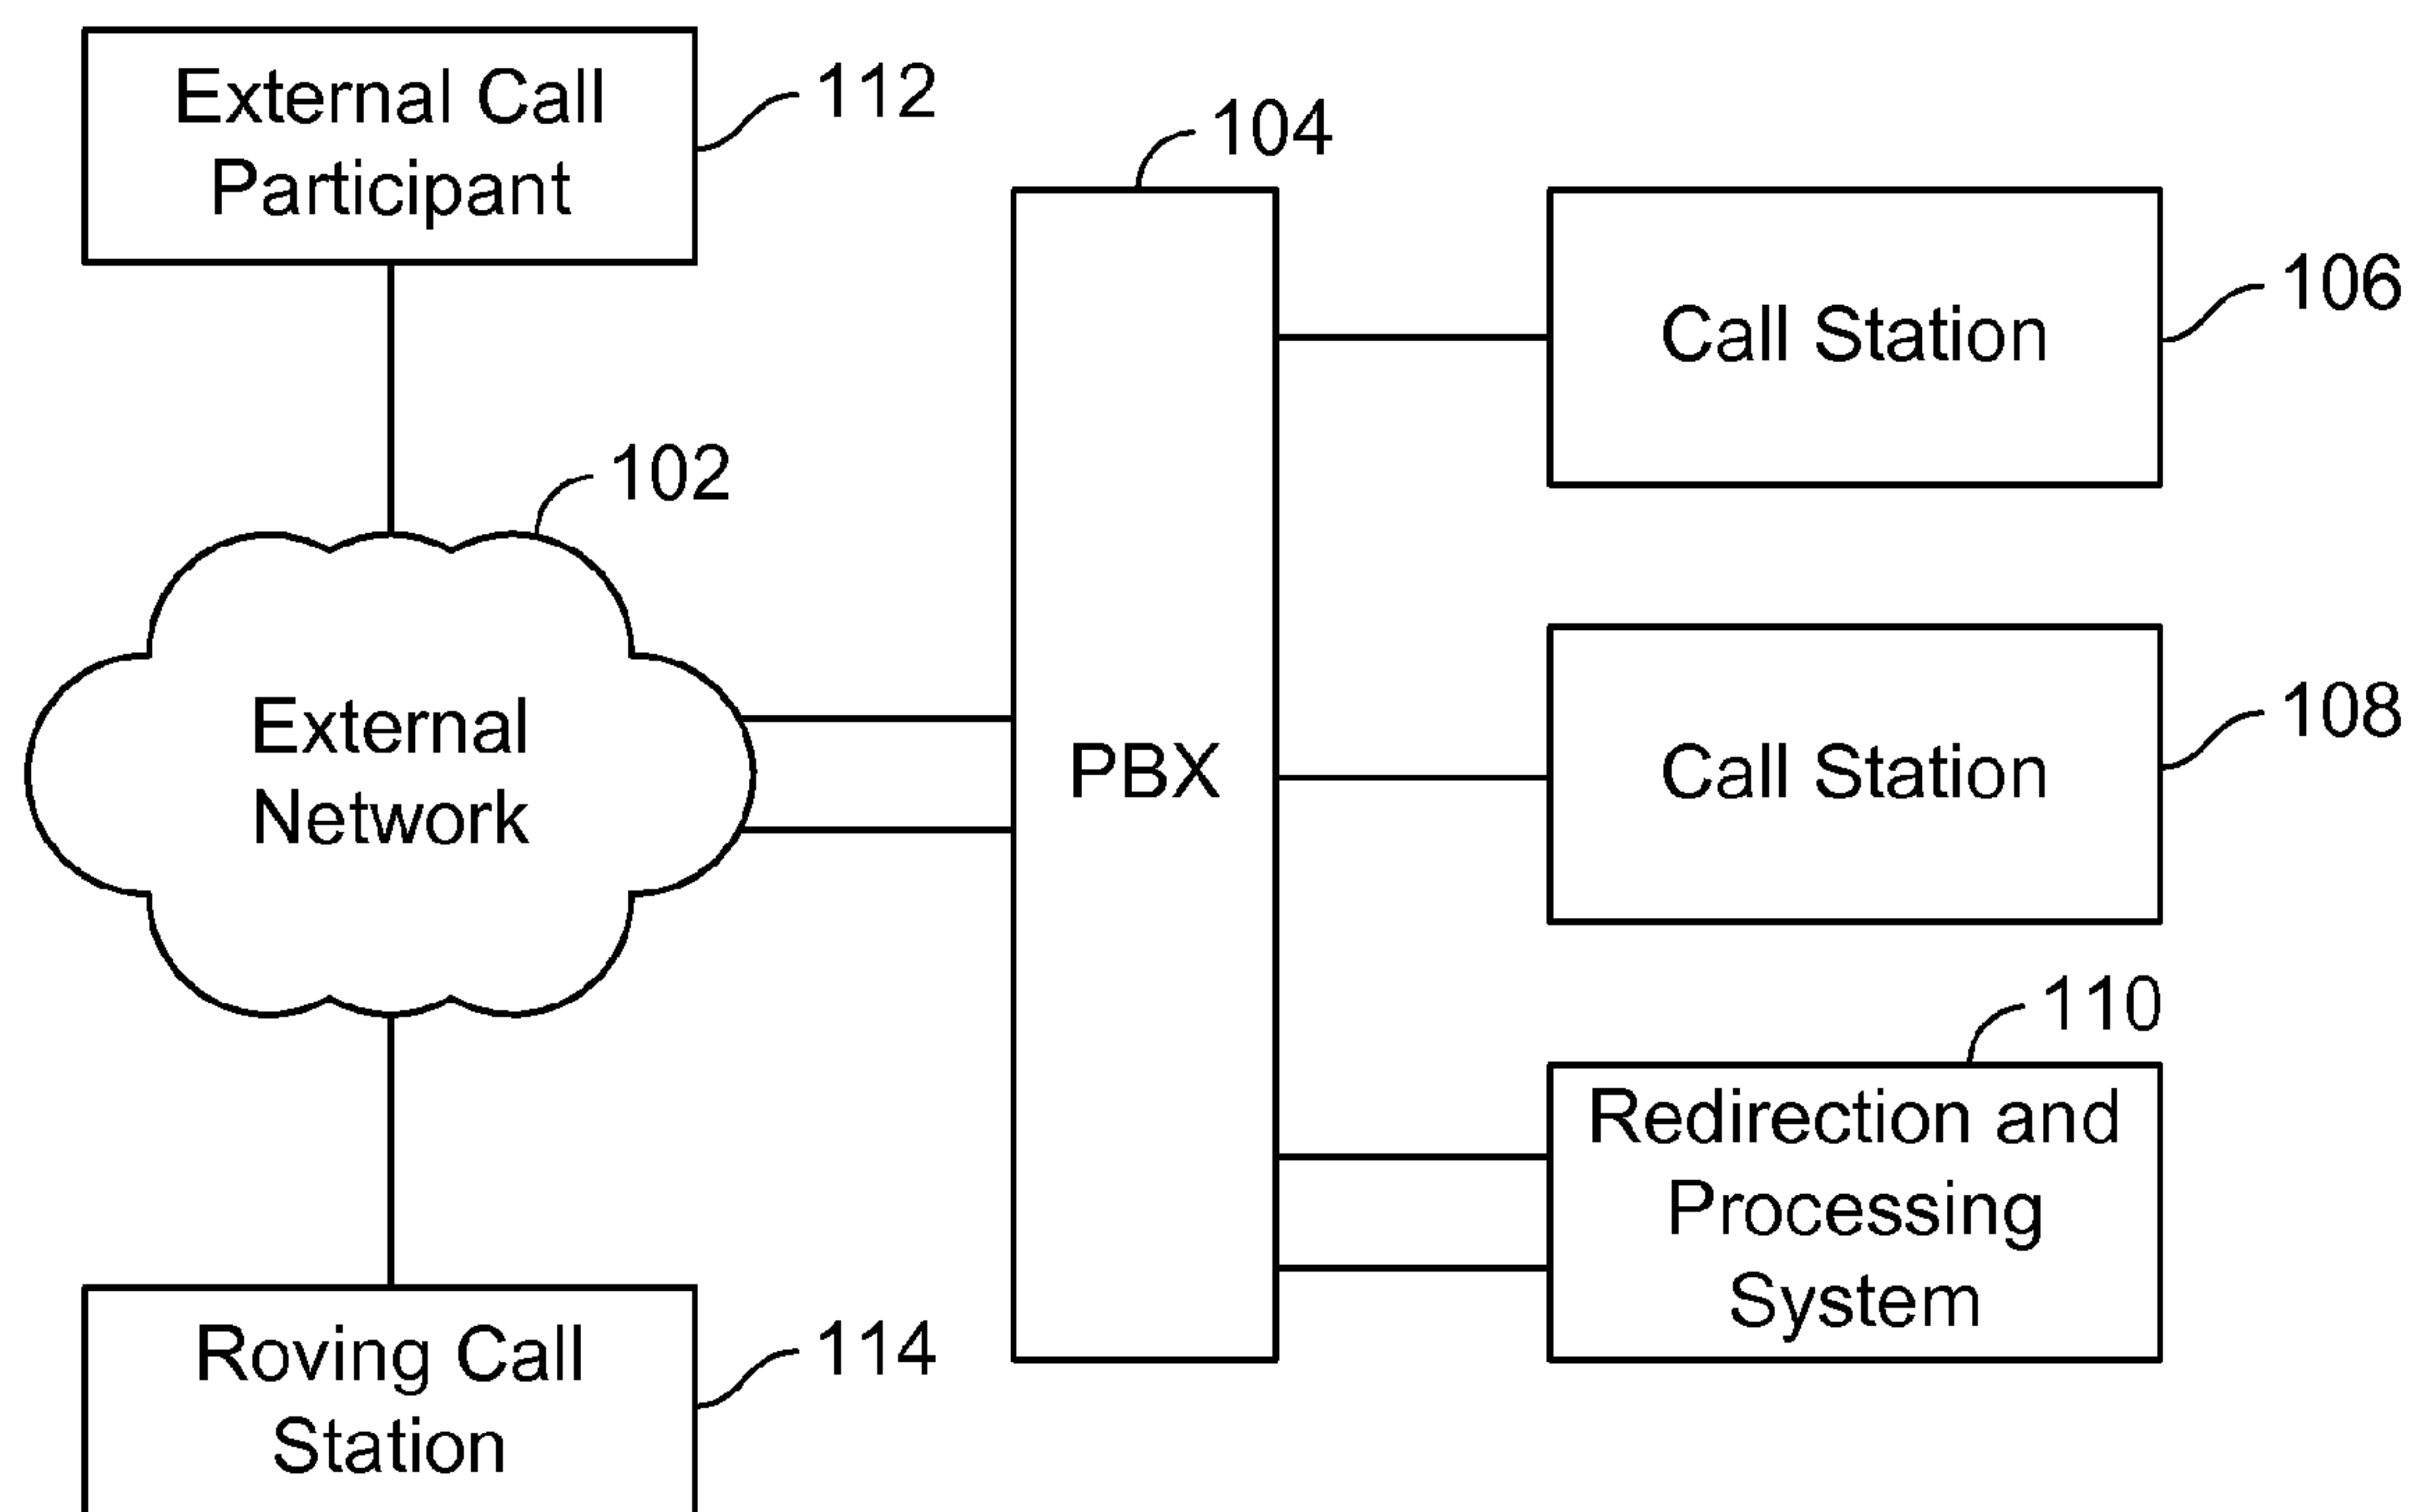 External Call
Participant
112
104
Call Station
106
102
External
Network
PBX
Call Station
108
110
Redirection and
Processing
System
Roving Call
Station
114